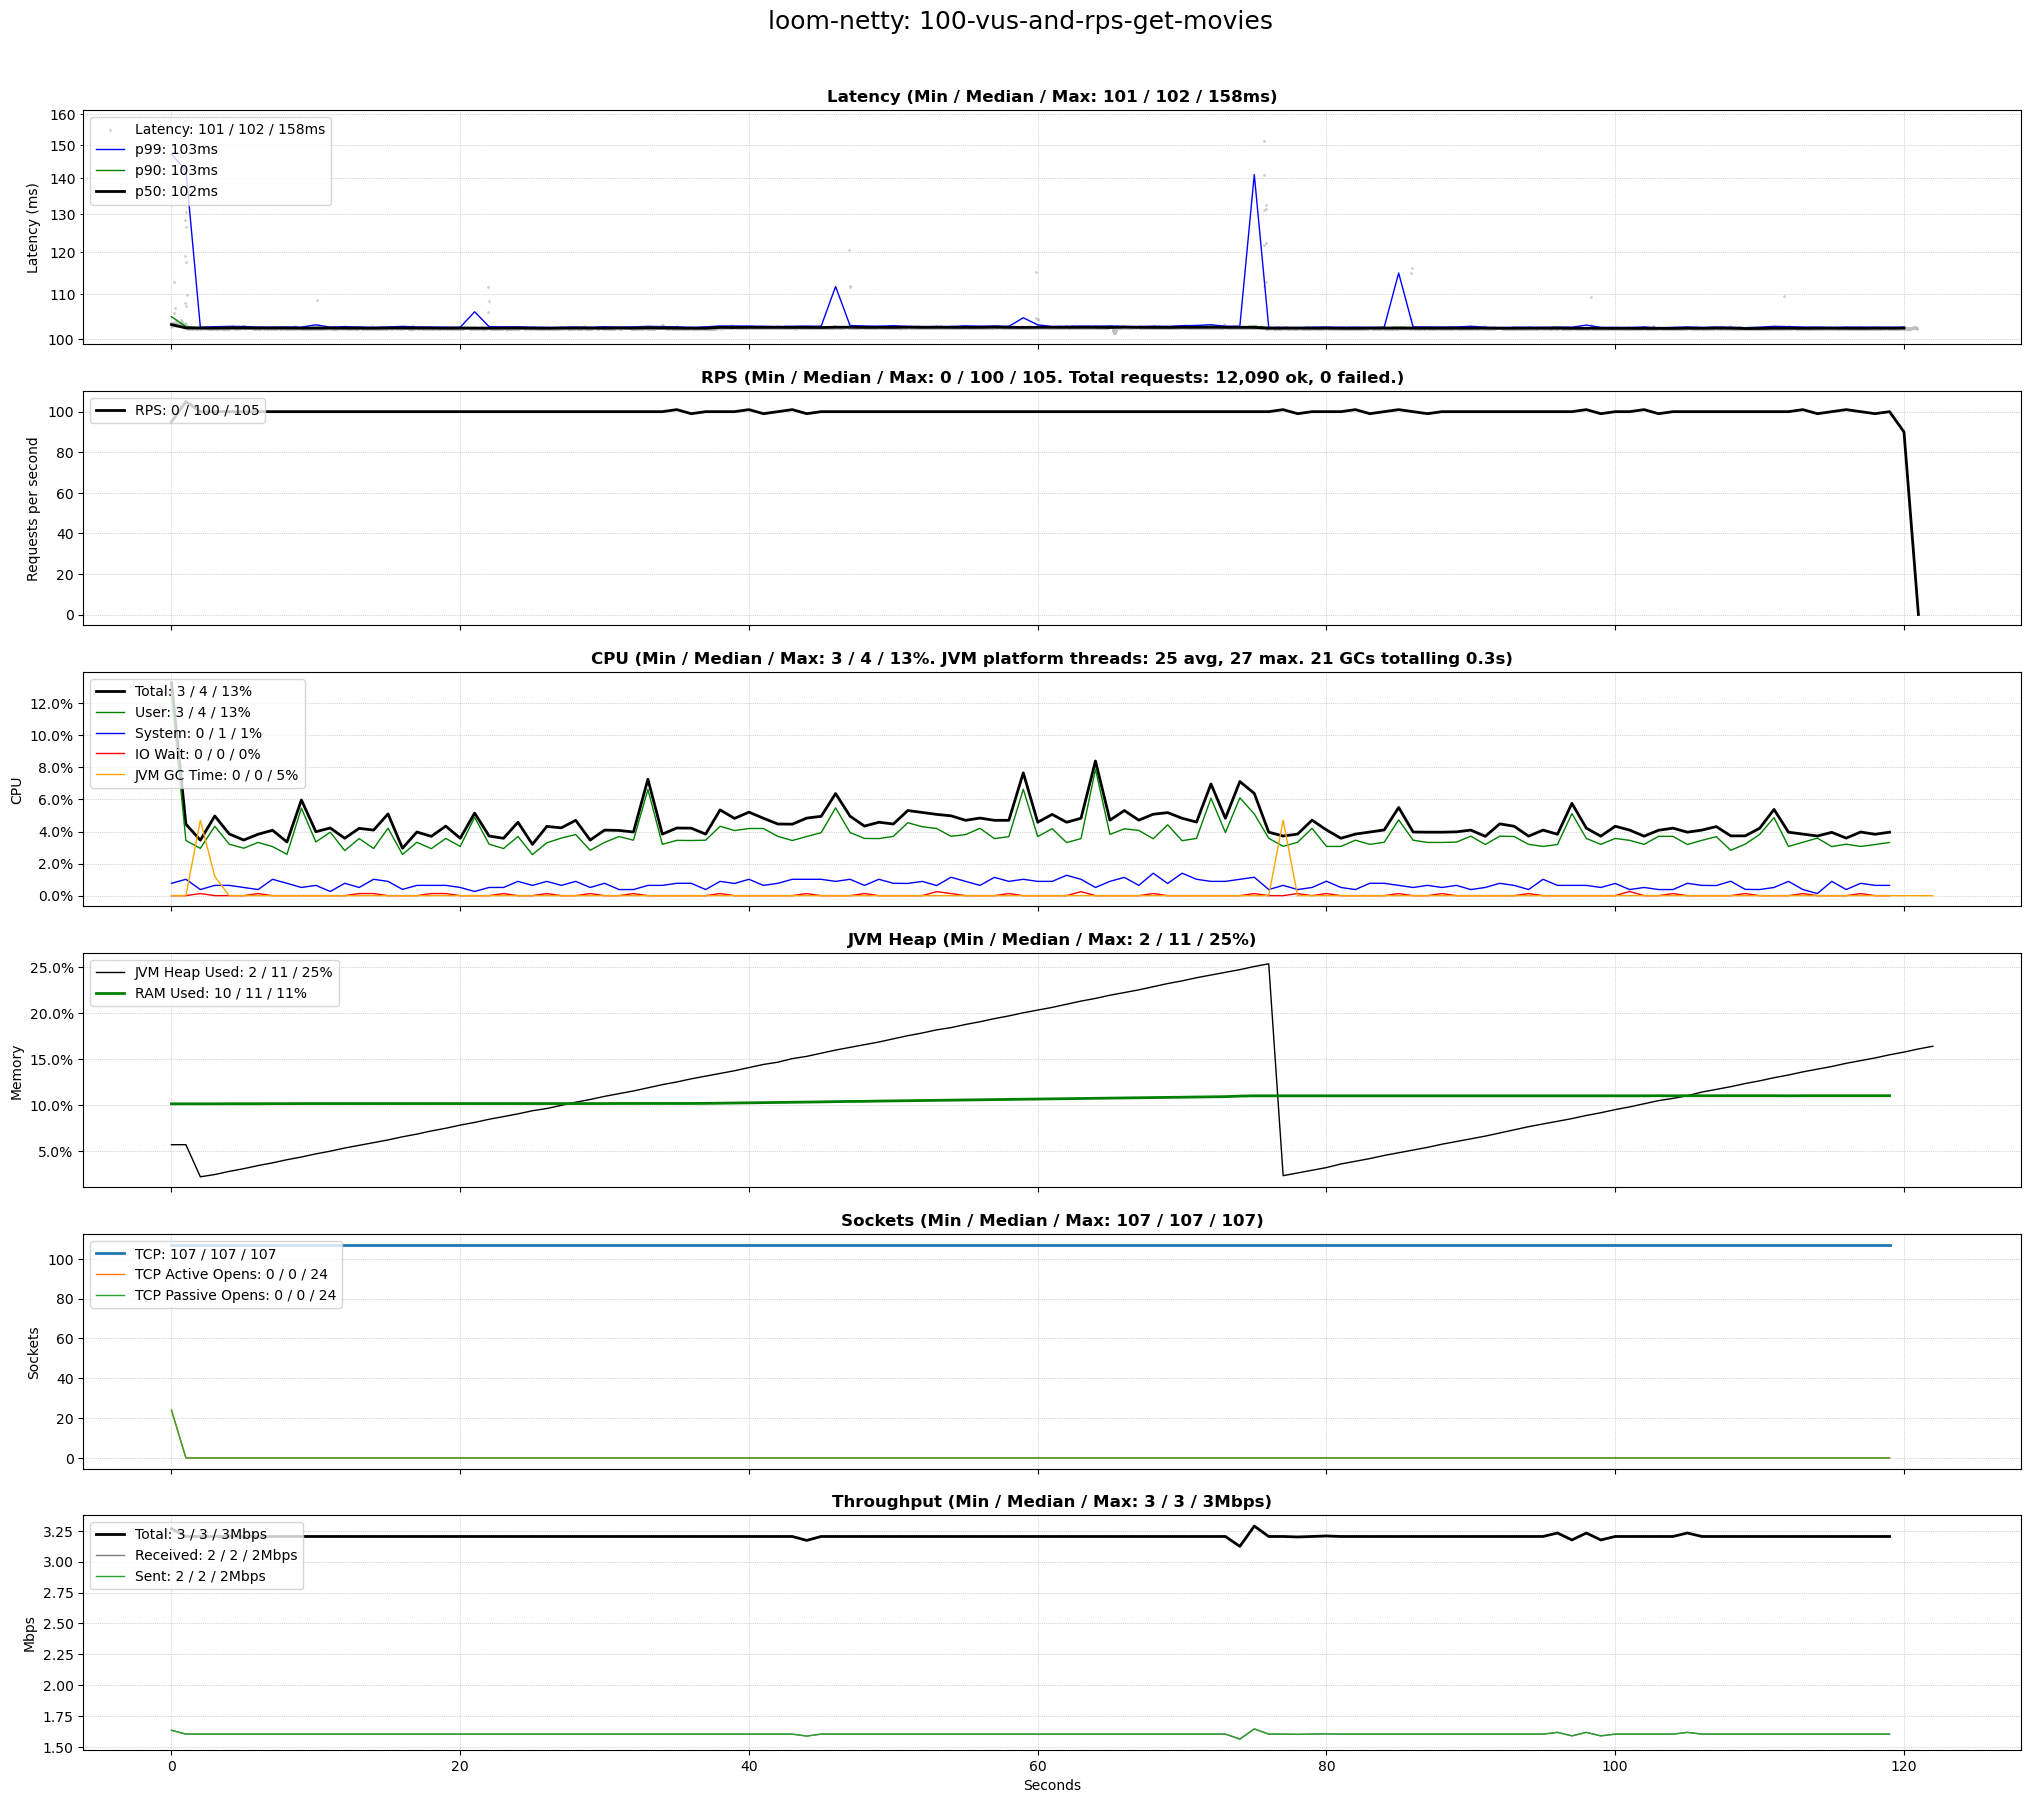 loom-netty: 100-vus-and-rps-get-movies
Latency (Min / Median / Max: 101 / 102 / 158ms)
Latency (ms)
160
150
140
130
120
110
100
Latency: 101 / 102 / 158ms
p99: 103ms
p90: 103ms
p50: 102ms
RPS (Min / Median / Max: 0 / 100 / 105. Total requests: 12,090 ok, 0 failed.)
Requests per second
100
80
60
40
20
0
RPS: 0 / 100 / 105
CPU (Min / Median / Max: 3 / 4 / 13%. JVM platform threads: 25 avg, 27 max. 21 GCs totalling 0.3s)
CPU
12.0%
10.0%
8.0%
6.0%
4.0%
2.0%
0.0%
Total: 3 / 4 / 13%
User: 3 / 4 / 13%
System: 0 / 1 / 1%
IO Wait: 0 / 0 / 0%
JVM GC Time: 0 / 0 / 5%
JVM Heap (Min / Median / Max: 2 / 11 / 25%)
Memory
25.0%
20.0%
15.0%
10.0%
5.0%
JVM Heap Used: 2 / 11 / 25%
RAM Used: 10 / 11 / 11%
Sockets (Min / Median / Max: 107 / 107 / 107)
Sockets
100
80
60
40
20
0
TCP: 107 / 107 / 107
TCP Active Opens: 0 / 0 / 24
TCP Passive Opens: 0 / 0 / 24
Throughput (Min / Median / Max: 3 / 3 / 3Mbps)
Mbps
3.25
3.00
2.75
2.50
2.25
2.00
1.75
1.50
Total: 3 / 3 / 3Mbps
Received: 2 / 2 / 2Mbps
Sent: 2 / 2 / 2Mbps
0 20 40 60 80 100 120
Seconds